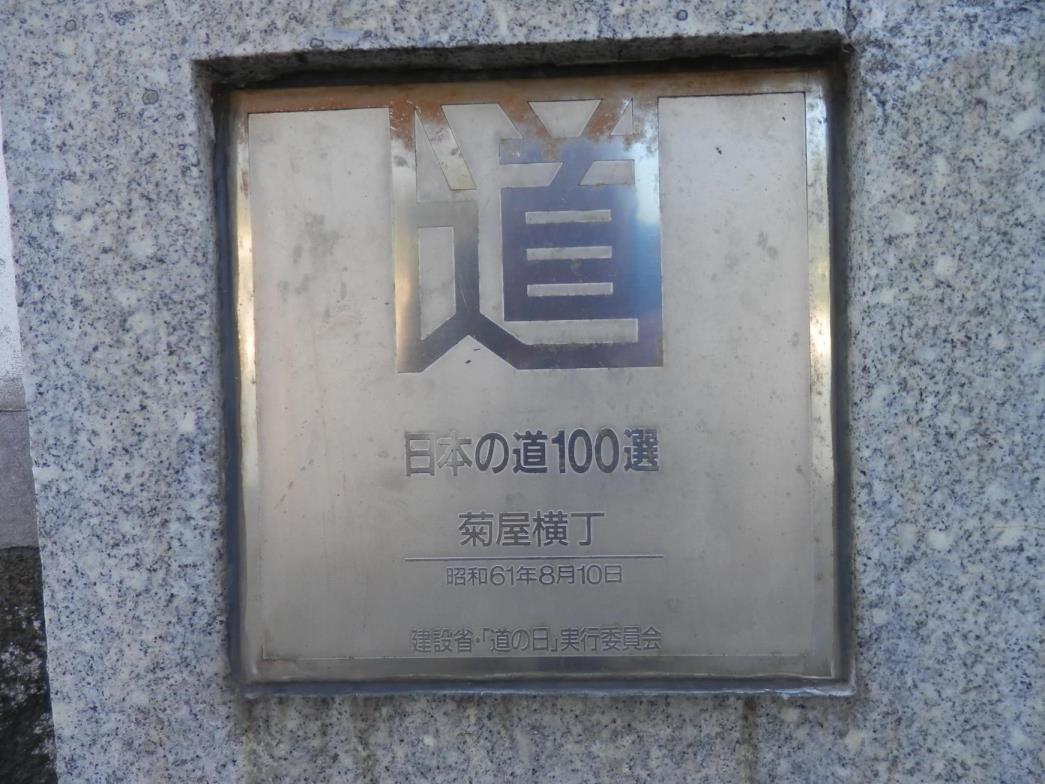 道
日本の道100選
菊屋横丁
昭和61年8月10日
建設省・「道の日」実行委員会